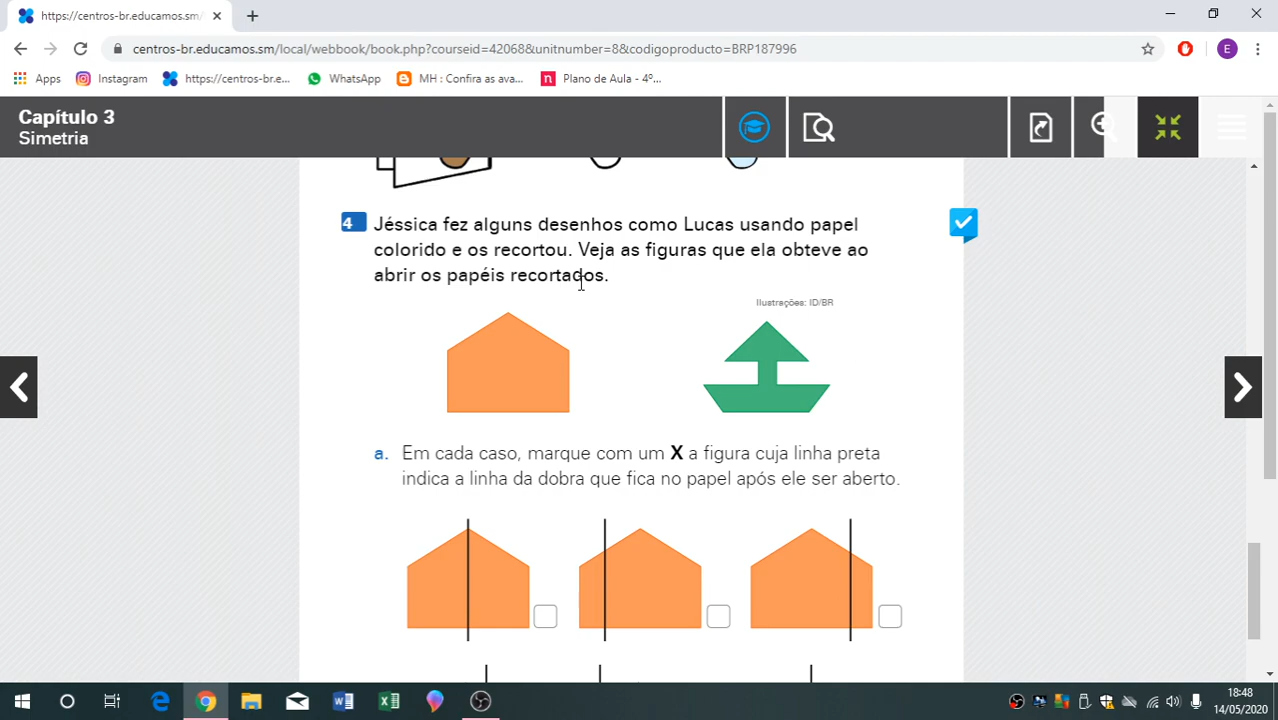 https://centros-br.educamos.sm/
centros-br.educamos.sm/local/webbook/book.php?courseid=42068&unitnumber=8&codigoproducto=BRP187996
E
Apps
Instagram
https://centros-br.e...
WhatsApp
MH : Confira as ava...
n
Plano de Aula - 4º...
Capítulo 3
Simetria
4 Jéssica fez alguns desenhos como Lucas usando papel
colorido e os recortou. Veja as figuras que ela obteve ao
abrir os papéis recortados.
Ilustrações: ID/BR
a. Em cada caso, marque com um X a figura cuja linha preta
indica a linha da dobra que fica no papel após ele ser aberto.
18:48
14/05/2020